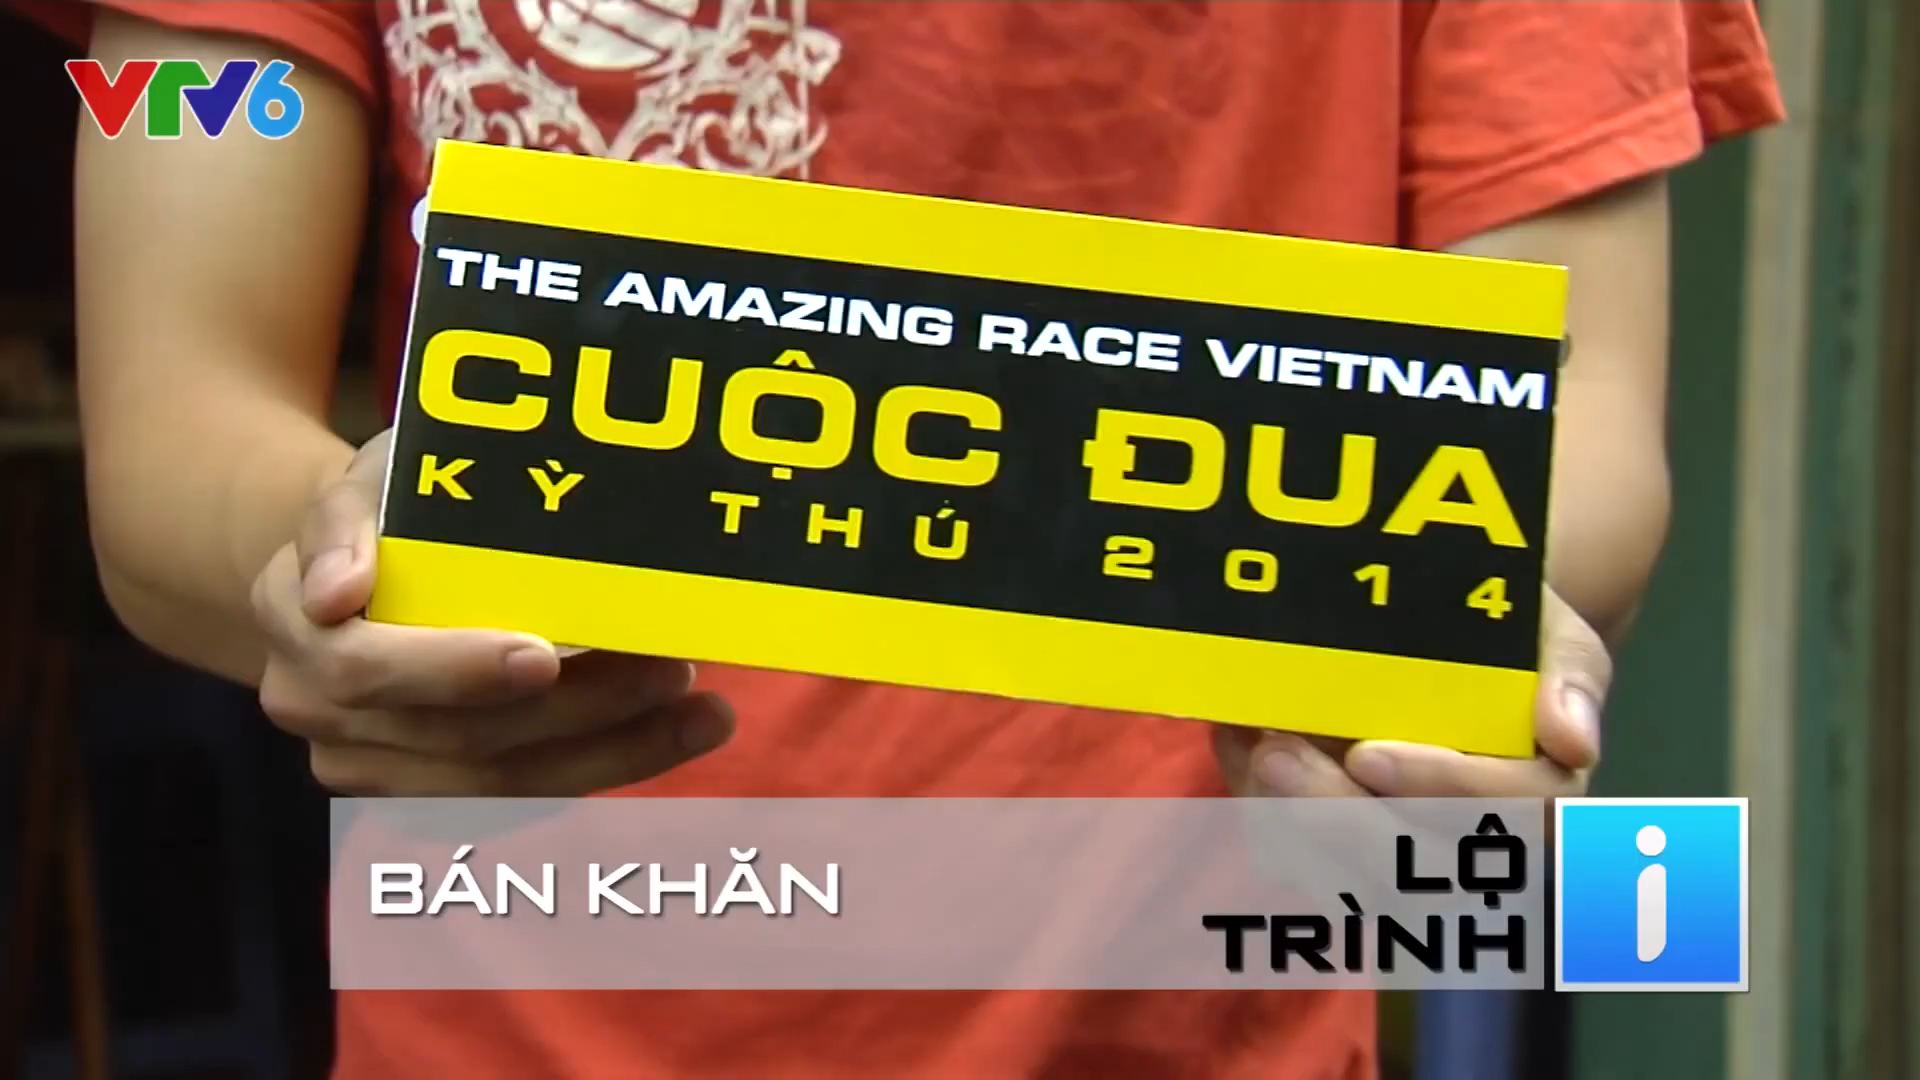 VTV6
THE AMAZING RACE VIETNAM
CUỘC ĐUA
KỲ THÚ 2014
BÁN KHĂN
LỘ
TRÌNH
i